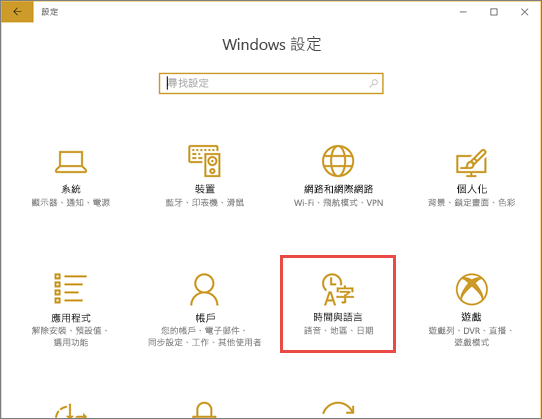 設定
Windows 設定
尋找設定
系統
顯示器、通知、電源
裝置
藍牙、印表機、滑鼠
網路和網際網路
Wi-Fi、飛航模式、VPN
個人化
背景、鎖定畫面、色彩
應用程式
解除安裝、預設值、
選用功能
帳戶
您的帳戶、電子郵件、
同步設定、工作、其他使用者
A字
時間與語言
語音、地區、日期
遊戲
遊戲列、DVR、直播、
遊戲模式